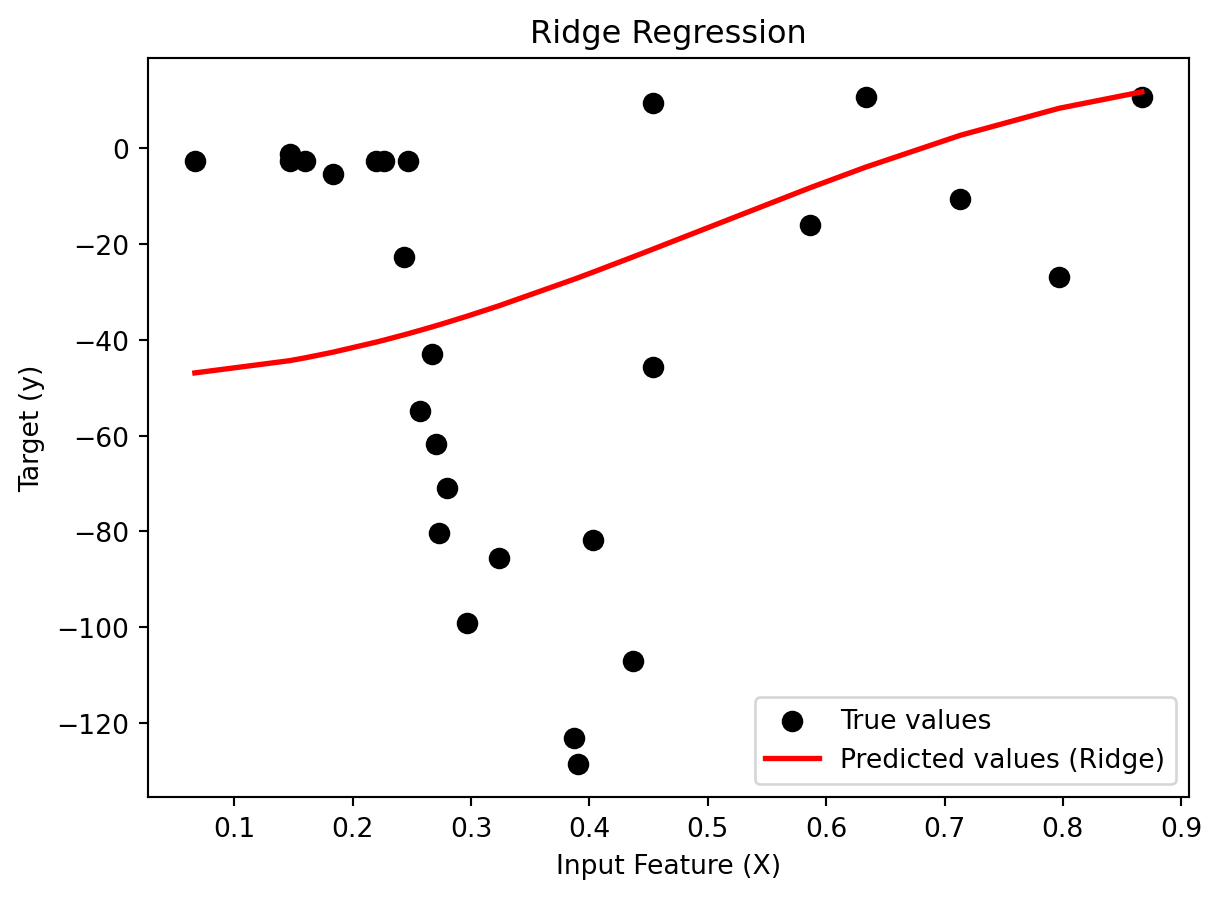 Ridge Regression
0
−20
−40
−60
−80
−100
−120
Target (y)
0.1 0.2 0.3 0.4 0.5 0.6 0.7 0.8 0.9
Input Feature (X)
True values
Predicted values (Ridge)